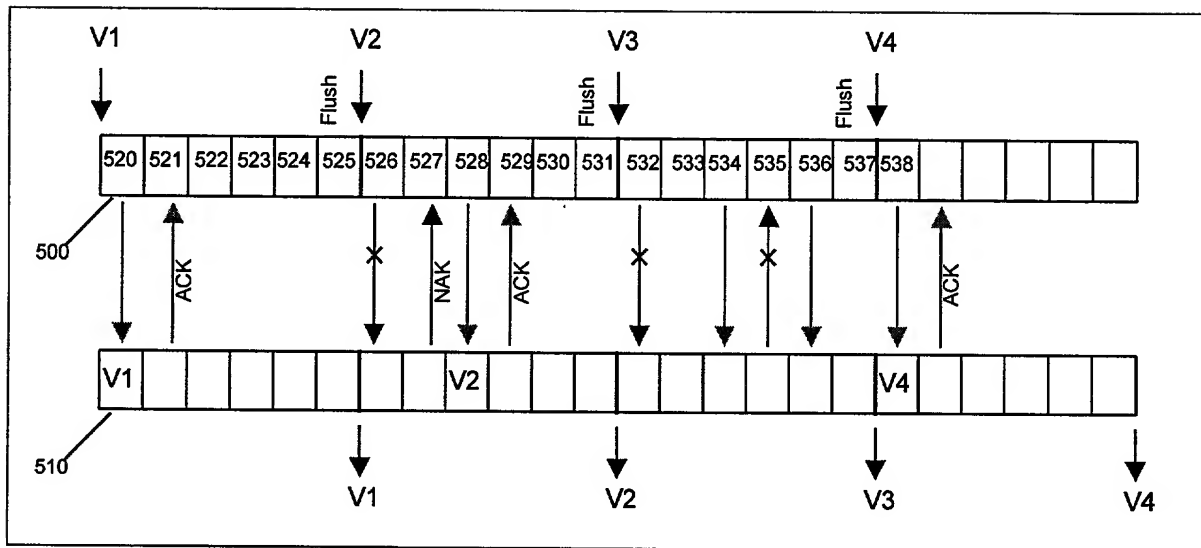 V1 V2 V3 V4
Flush Flush Flush
520 521 522 523 524 525 526 527 528 529 530 531 532 533 534 535 536 537 538
500
ACK NAK ACK ACK
V1 V2 V4
510
V1 V2 V3 V4